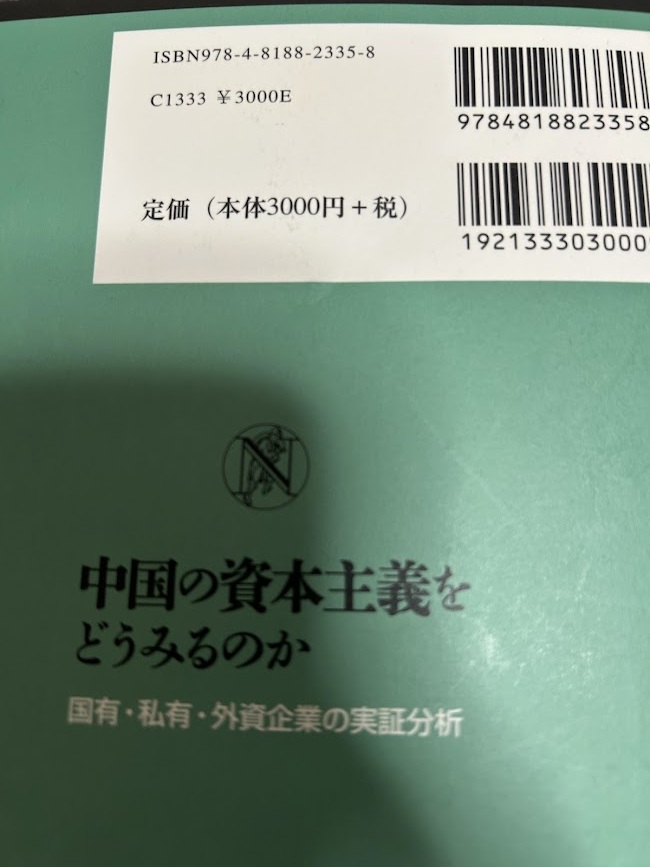 ISBN978-4-8188-2335-8
C1333 ¥3000E
定価（本体3000円＋税）
9784818823358
192133303000
N
中国の資本主義を
どうみるのか
国有・私有・外資企業の実証分析